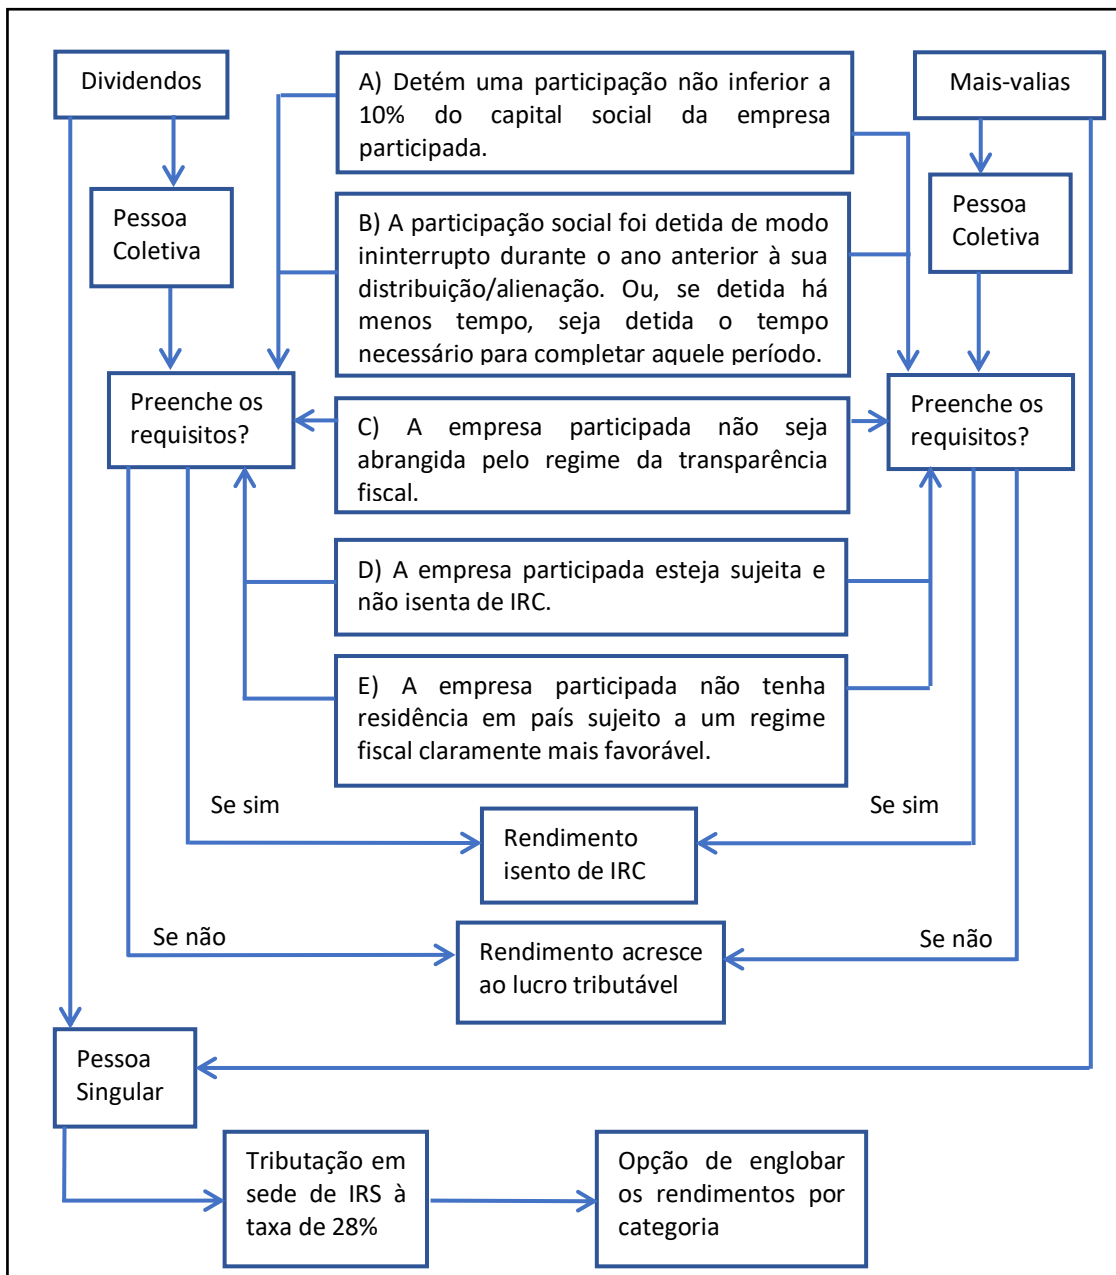 Dividendos
A) Detém uma participação não inferior a
10% do capital social da empresa
participada.
Mais-valias
Pessoa
Coletiva
B) A participação social foi detida de modo
ininterrupto durante o ano anterior à sua
distribuição/alienação. Ou, se detida há
menos tempo, seja detida o tempo
necessário para completar aquele período.
Pessoa
Coletiva
Preenche os
requisitos?
C) A empresa participada não seja
abrangida pelo regime da transparência
fiscal.
Preenche os
requisitos?
D) A empresa participada esteja sujeita e
não isenta de IRC.
E) A empresa participada não tenha
residência em país sujeito a um regime
fiscal claramente mais favorável.
Se sim
Rendimento
isento de IRC
Se sim
Se não
Rendimento acresce
ao lucro tributável
Se não
Pessoa
Singular
Tributação em
sede de IRS à
taxa de 28%
Opção de englobar
os rendimentos por
categoria